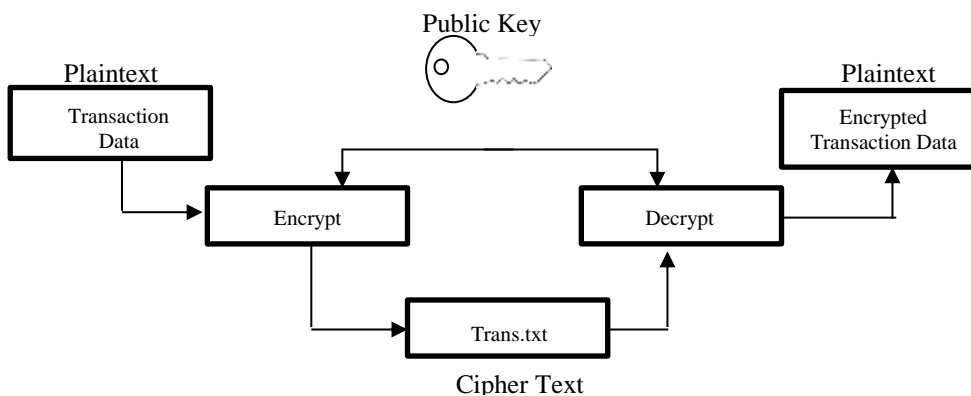 Public Key
Plaintext
Transaction
Data
Plaintext
Encrypted
Transaction Data
Encrypt
Decrypt
Trans.txt
Cipher Text